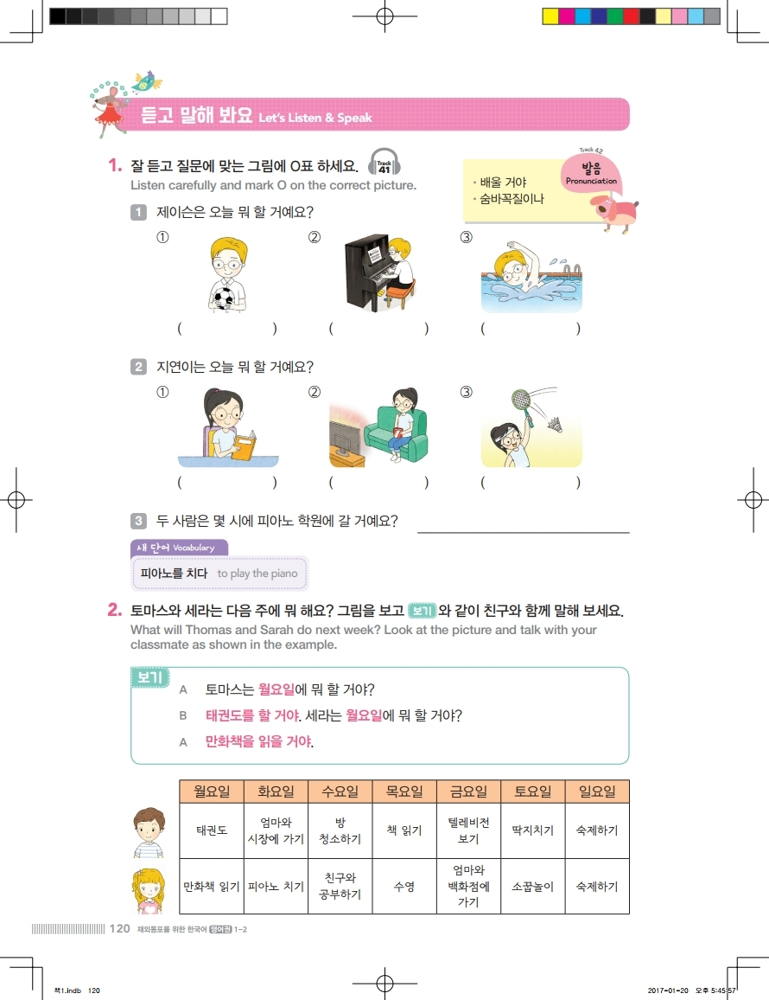 듣고 말해 봐요 Let's Listen & Speak
1. 잘 듣고 질문에 맞는 그림에 O표 하세요. Track 41
Listen carefully and mark O on the correct picture.
Track 42
발음
Pronunciation
• 배울 거야
• 숨바꼭질이나
1 제이슨은 오늘 뭐 할 거예요?
① ② ③
( ) ( ) ( )
2 지연이는 오늘 뭐 할 거예요?
① ② ③
( ) ( ) ( )
3 두 사람은 몇 시에 피아노 학원에 갈 거예요?
새 단어 Vocabulary
피아노를 치다 to play the piano
2. 토마스와 세라는 다음 주에 뭐 해요? 그림을 보고 보기 와 같이 친구와 함께 말해 보세요.
What will Thomas and Sarah do next week? Look at the picture and talk with your
classmate as shown in the example.
보기
A 토마스는 월요일에 뭐 할 거야?
B 태권도를 할 거야. 세라는 월요일에 뭐 할 거야?
A 만화책을 읽을 거야.
월요일 화요일 수요일 목요일 금요일 토요일 일요일
태권도
엄마와
시장에 가기
방
청소하기
책 읽기
텔레비전
보기
딱지치기
숙제하기
만화책 읽기
피아노 치기
친구와
공부하기
수영
엄마와
백화점에
가기
소꿉놀이
숙제하기
120 재외동포를 위한 한국어 영어권 1-2
책1.indb 120
2017-01-20 오후 5:45:57